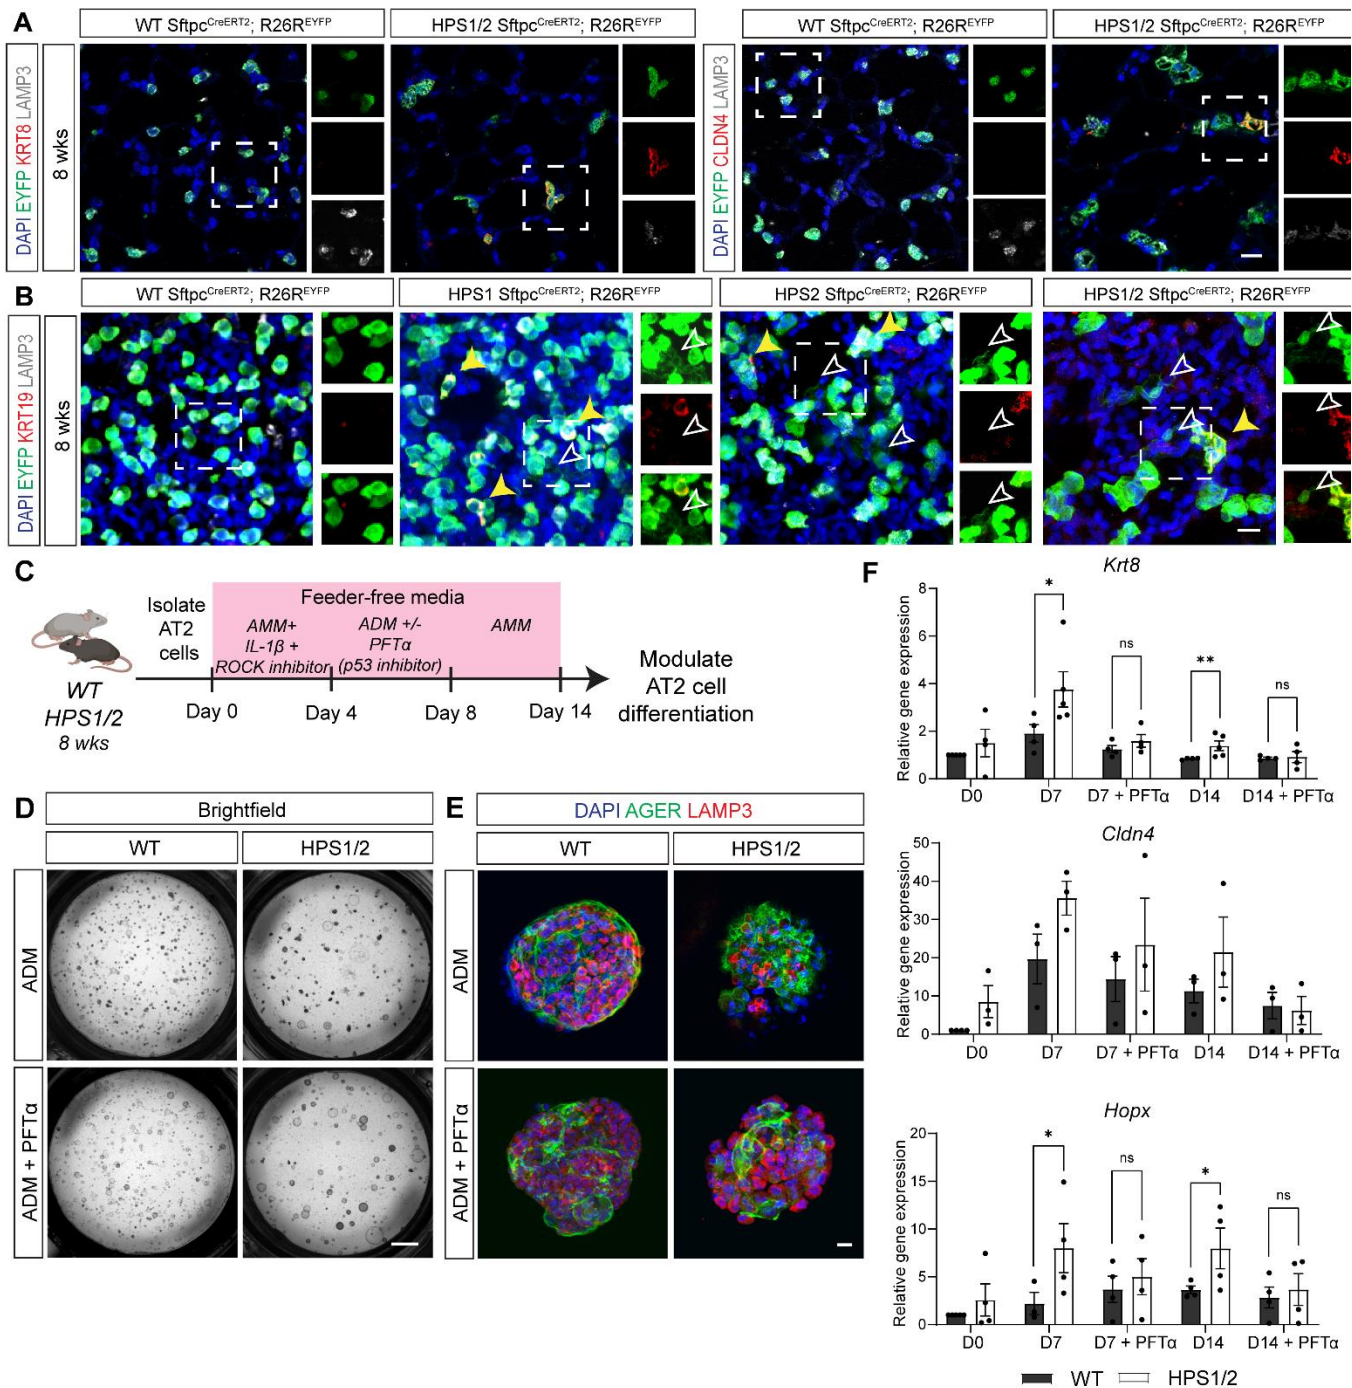 A
WT Sftpc^CreERT2; R26R^EYFP
HPS1/2 Sftpc^CreERT2; R26R^EYFP
WT Sftpc^CreERT2; R26R^EYFP
HPS1/2 Sftpc^CreERT2; R26R^EYFP
DAPI EYFP KRT8 LAMP3
8 wks
DAPI EYFP CLDN4 LAMP3
B
WT Sftpc^CreERT2; R26R^EYFP
HPS1 Sftpc^CreERT2; R26R^EYFP
HPS2 Sftpc^CreERT2; R26R^EYFP
HPS1/2 Sftpc^CreERT2; R26R^EYFP
DAPI EYFP KRT19 LAMP3
8 wks
C
WT
HPS1/2
8 wks
Isolate
AT2
cells
Feeder-free media
AMM+
IL-1β +
ROCK inhibitor
ADM +/-
PFTα
(p53 inhibitor)
AMM
Day 0
Day 4
Day 8
Day 14
Modulate
AT2 cell
differentiation
D
Brightfield
WT
HPS1/2
ADM
ADM + PFTα
E
DAPI AGER LAMP3
WT
HPS1/2
ADM
ADM + PFTα
F
Krt8
Relative gene expression
8
6
4
2
0
*
ns
**
ns
D0
D7
D7 + PFTα
D14
D14 + PFTα
Cldn4
Relative gene expression
50
40
30
20
10
0
D0
D7
D7 + PFTα
D14
D14 + PFTα
Hopx
Relative gene expression
20
15
10
5
0
*
ns
*
ns
D0
D7
D7 + PFTα
D14
D14 + PFTα
WT
HPS1/2